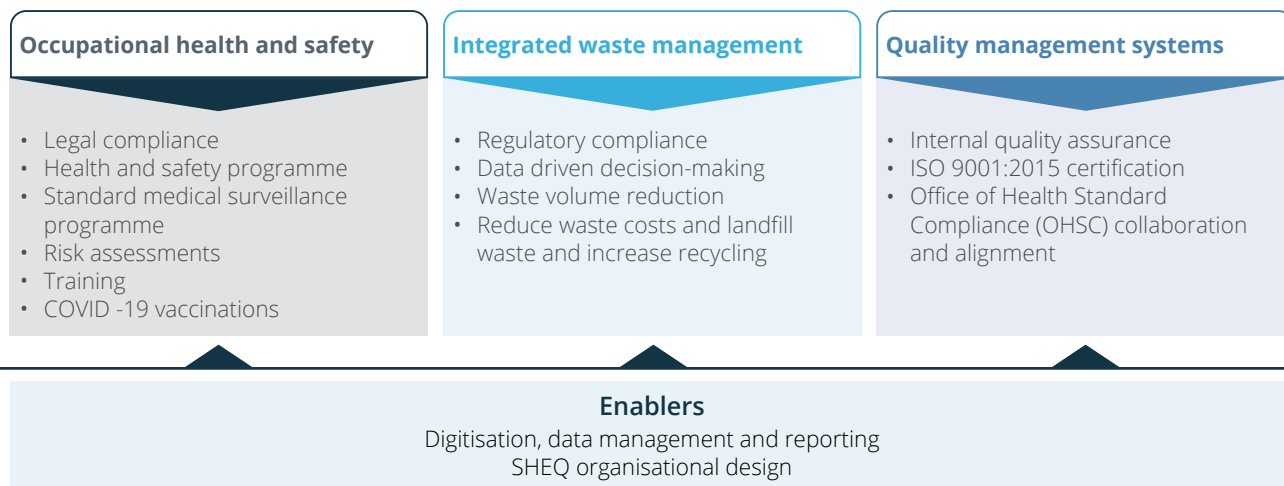 Occupational health and safety
• Legal compliance
• Health and safety programme
• Standard medical surveillance
programme
• Risk assessments
• Training
• COVID -19 vaccinations
Integrated waste management
• Regulatory compliance
• Data driven decision-making
• Waste volume reduction
• Reduce waste costs and landfill
waste and increase recycling
Quality management systems
• Internal quality assurance
• ISO 9001:2015 certification
• Office of Health Standard
Compliance (OHSC) collaboration
and alignment
Enablers
Digitisation, data management and reporting
SHEQ organisational design